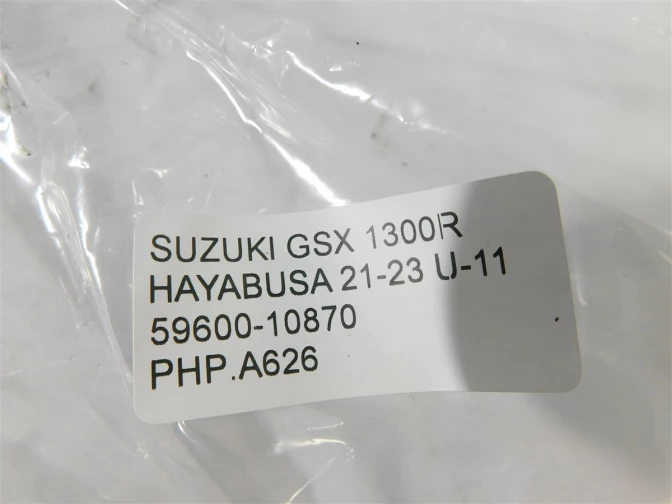 SUZUKI GSX 1300R
HAYABUSA 21-23 U-11
59600-10870
PHP.A626